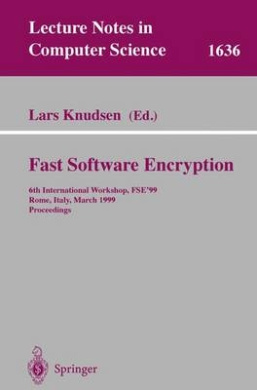 Lecture Notes in
Computer Science 1636
Lars Knudsen (Ed.)
Fast Software Encryption
6th International Workshop, FSE'99
Rome, Italy, March 1999
Proceedings
Springer